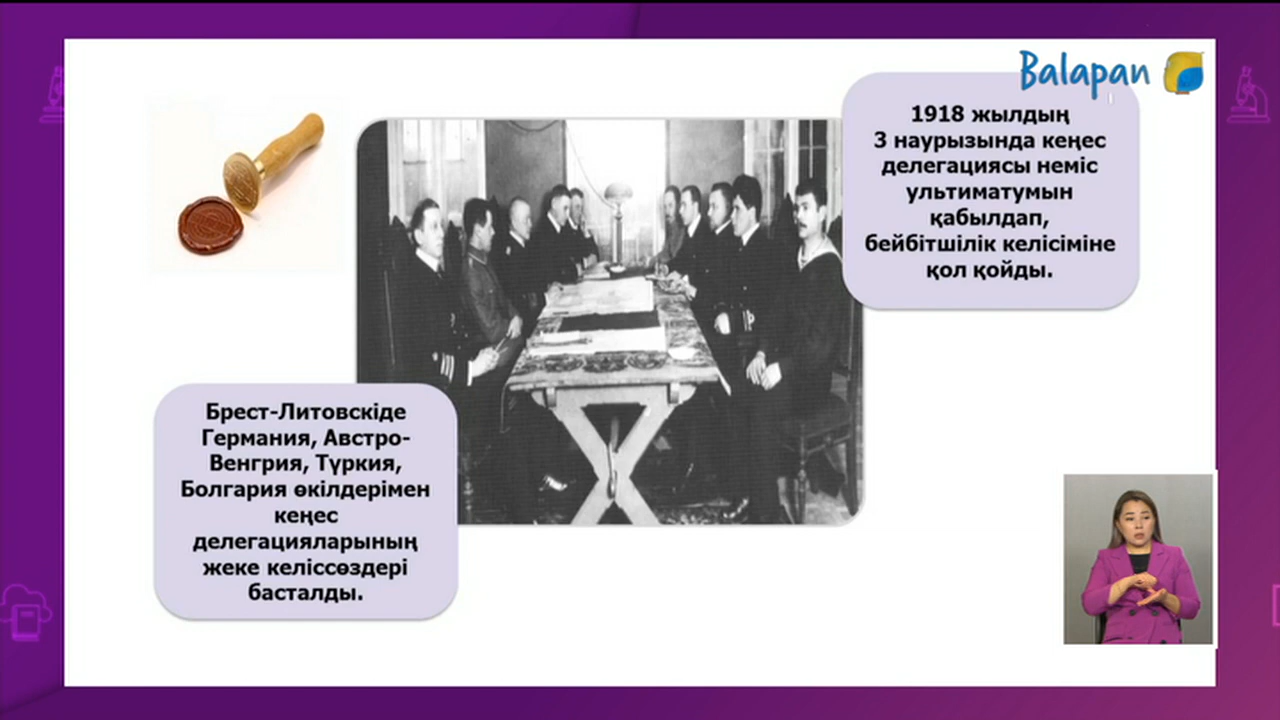 Balapan
1918 жылдың
3 наурызында кеңес
делегациясы неміс
ультиматумын
қабылдап,
бейбітшілік келісіміне
қол қойды.
Брест-Литовскіде
Германия, Австро-
Венгрия, Түркия,
Болгария өкілдерімен
кеңес
делегацияларының
жеке келіссөздері
басталды.